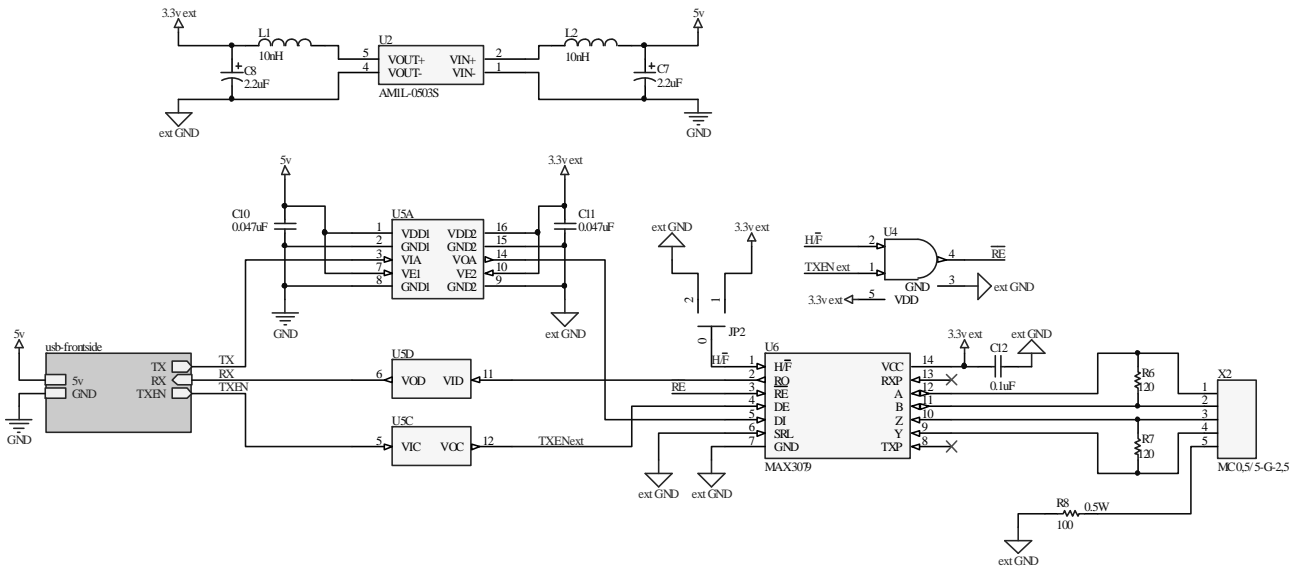 3.3v ext
L1
10nH
C8
2.2uF
ext GND
U2
5 VOUT+ VIN+ 2
4 VOUT- VIN- 1
AM1L-0503S
L2
10nH
5v
C7
2.2uF
GND
5v
C10
0.047uF
GND
U5A
1 VDD1 VDD2 16
2 GND1 GND2 15
3 VIA VOA 14
7 VE1 VE2 10
8 GND1 GND2 9
3.3v ext
C11
0.047uF
ext GND
5v
GND
usb-frontside
5v
GND
TX
RX
TXEN
TX
RX
TXEN
U5D
6 VOD VID 11
U5C
5 VIC VOC 12
TXENext
ext GND
3.3v ext
2
1
0
JP2
H/F
RE
U4
H/F 2
TXEN ext 1
4 RE
GND 3 ext GND
3.3v ext 5 VDD
U6
1 H/F VCC 14
2 RO RXP 13
3 RE A 12
4 DE B 11
5 DI Z 10
6 SRL Y 9
7 GND TXP 8
MAX3079
ext GND
ext GND
3.3v ext
C12
0.1uF
ext GND
R6
120
R7
120
X2
1
2
3
4
5
MC0,5/5-G-2,5
R8
100
0.5W
ext GND